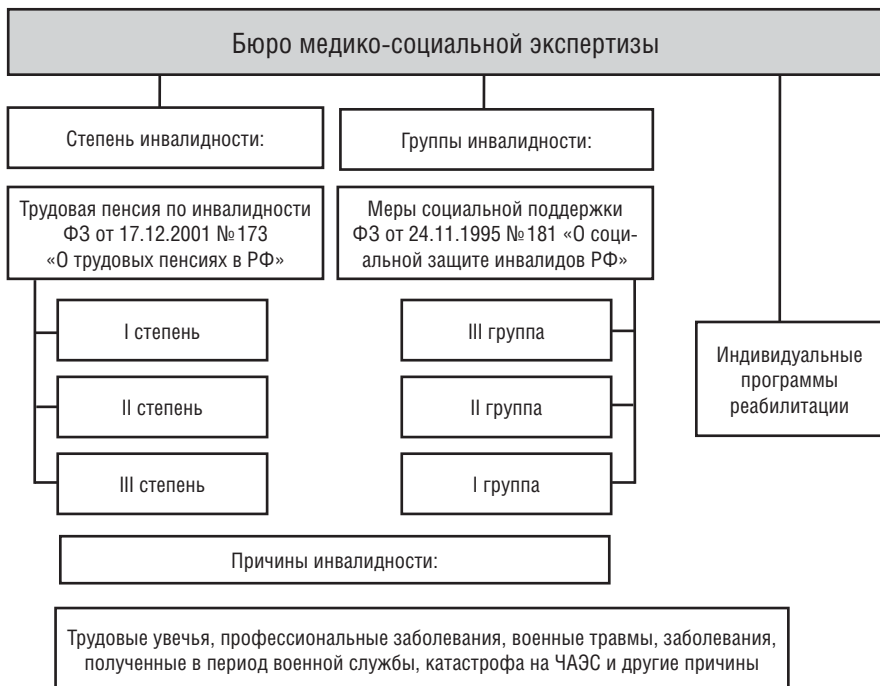 Бюро медико-социальной экспертизы
Степень инвалидности:
Группы инвалидности:
Трудовая пенсия по инвалидности
ФЗ от 17.12.2001 №173
«О трудовых пенсиях в РФ»
Меры социальной поддержки
ФЗ от 24.11.1995 №181 «О соци-
альной защите инвалидов РФ»
I степень
III группа
II степень
II группа
III степень
I группа
Индивидуальные
программы
реабилитации
Причины инвалидности:
Трудовые увечья, профессиональные заболевания, военные травмы, заболевания,
полученные в период военной службы, катастрофа на ЧАЭС и другие причины